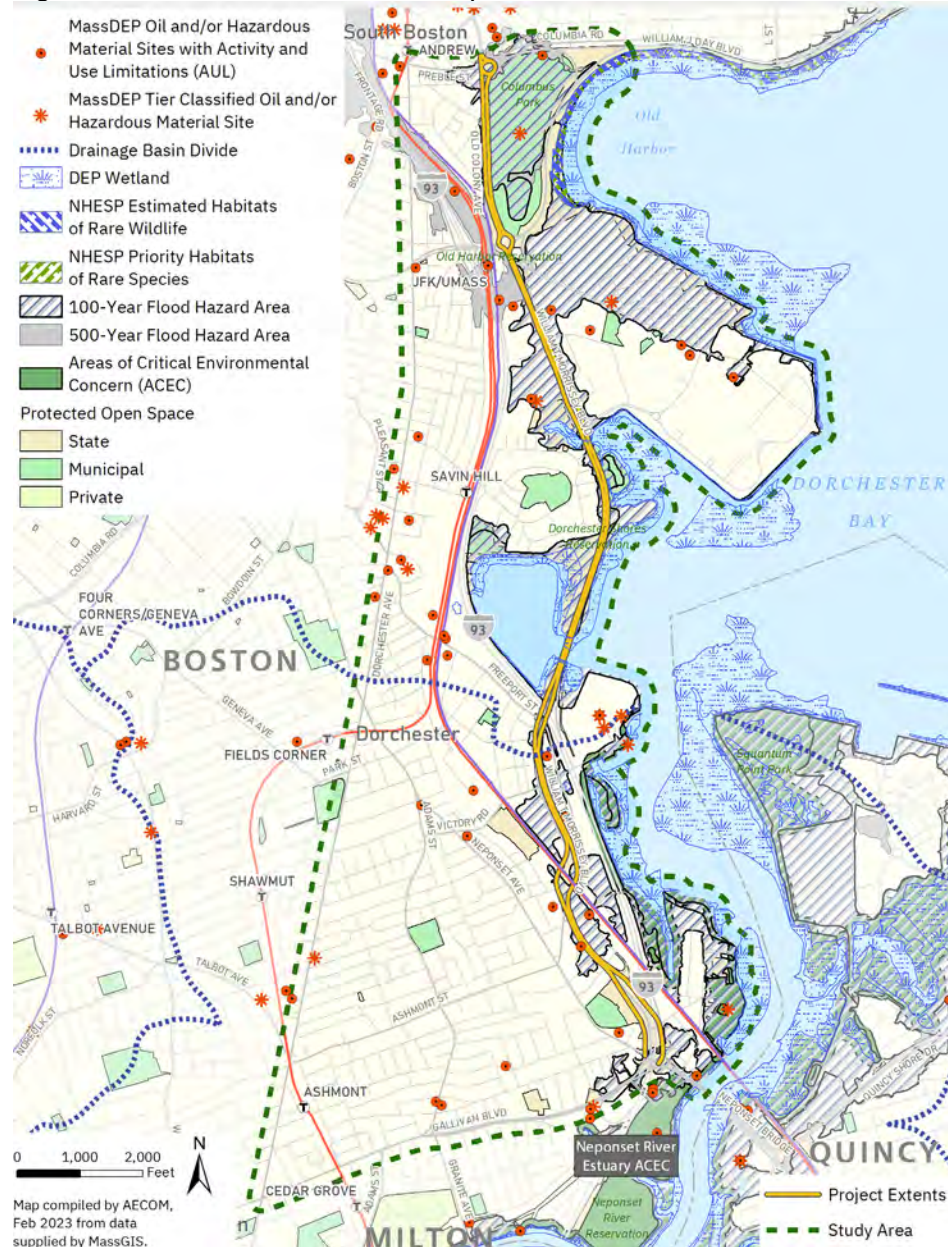 MassDEP Oil and/or Hazardous
Material Sites with Activity and
Use Limitations (AUL)
MassDEP Tier Classified Oil and/or
Hazardous Material Site
Drainage Basin Divide
DEP Wetland
NHESP Estimated Habitats
of Rare Wildlife
NHESP Priority Habitats
of Rare Species
100-Year Flood Hazard Area
500-Year Flood Hazard Area
Areas of Critical Environmental
Concern (ACEC)
Protected Open Space
State
Municipal
Private
South Boston
ANDREW
COLUMBIA RD
WILLIAM J DAY BLVD
L ST
PREBLE ST
FRONTAGE RD
BOSTON ST
OLD COLONY AVE
Columbus
Park
Old
Harbor
93
Old Harbor Reservation
JFK/UMASS
PLEASANT ST
SAVIN HILL
DORCHESTER
BAY
Dorchester Shores
Reservation
COLUMBIA RD
BOWDOIN ST
FOUR
CORNERS/GENEVA
AVE
93
BOSTON
DORCHESTER AVE
FREEPORT ST
GENEVA AVE
Dorchester
FIELDS CORNER
PARK ST
Squantum
Point Park
HARVARD ST
ADAMS ST
VICTORY RD
NEPONSET AVE
SHAWMUT
TALBOT AVENUE
TALBOT AVE
93
NORFOLK ST
ASHMONT ST
QUINCY SHORE DR
ASHMONT
GALLIVAN BLVD
NEPONSET BRIDGE
Neponset River
Estuary ACEC
QUINCY
N
0 1,000 2,000
Feet
CEDAR GROVE
ADAMS ST
GRANITE AVE
Neponset
River
Reservation
MILTON
Map compiled by AECOM,
Feb 2023 from data
supplied by MassGIS.
Project Extents
Study Area